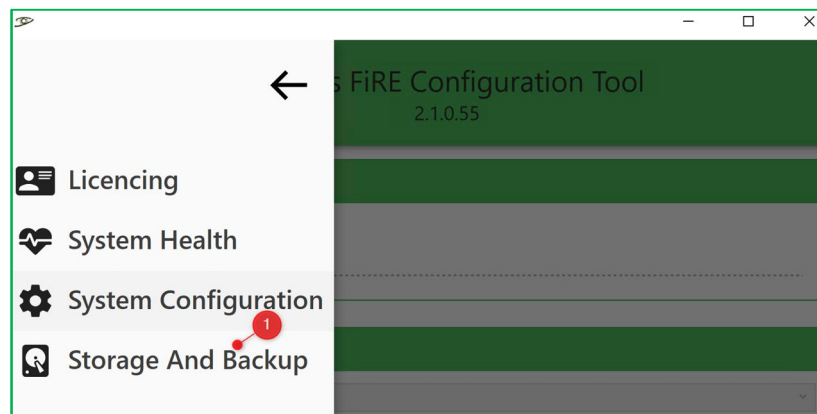 s FiRE Configuration Tool
2.1.0.55
Licencing
System Health
System Configuration
1
Storage And Backup